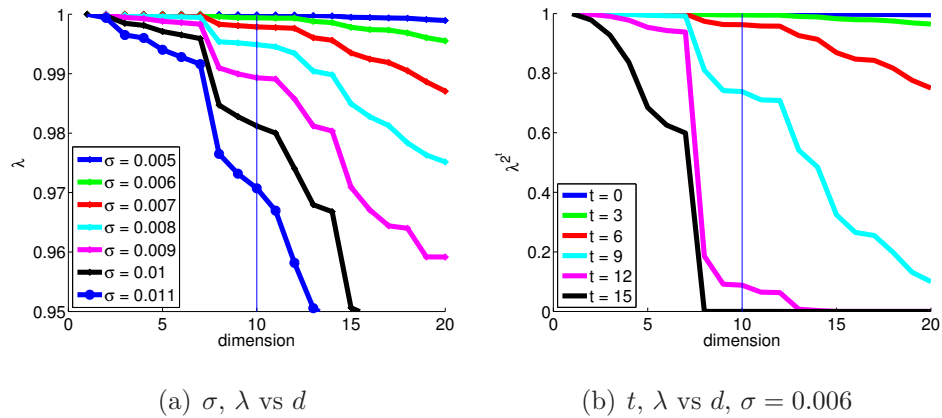 1
0.99
0.98
0.97
0.96
0.95
λ
0
5
10
15
20
dimension
σ = 0.005
σ = 0.006
σ = 0.007
σ = 0.008
σ = 0.009
σ = 0.01
σ = 0.011
(a) σ, λ vs d
1
0.8
0.6
0.4
0.2
0
λ^{2^t}
0
5
10
15
20
dimension
t = 0
t = 3
t = 6
t = 9
t = 12
t = 15
(b) t, λ vs d, σ = 0.006